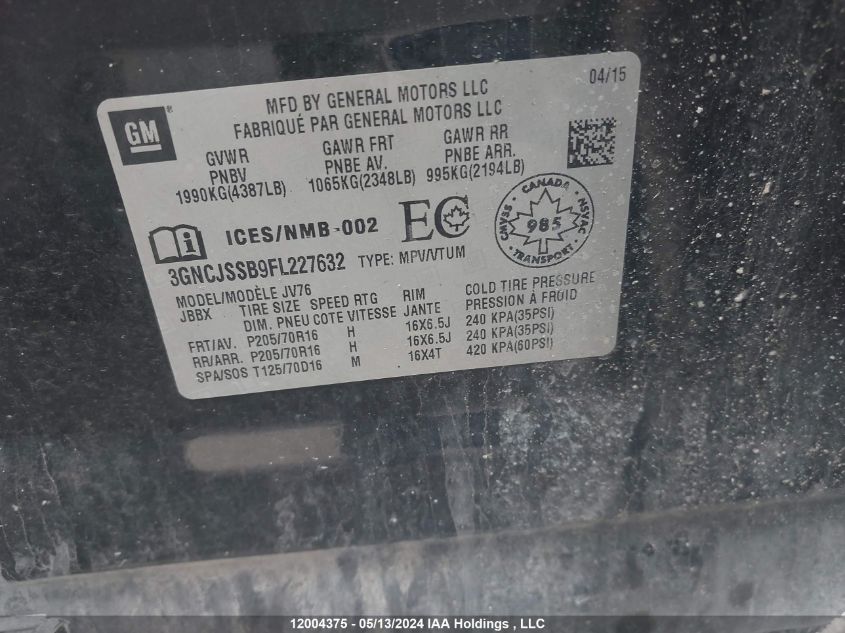 GM
MFD BY GENERAL MOTORS LLC
FABRIQUÉ PAR GENERAL MOTORS LLC
04/15
GVWR
PNBV
1990KG(4387LB)
GAWR FRT
PNBE AV.
1065KG(2348LB)
GAWR RR
PNBE ARR.
995KG(2194LB)
ICES/NMB-002
EC
CANADA
SVAMC NSVAC
985
TRANSPORT
3GNCJSSB9FL227632 TYPE: MPV/VTUM
MODEL/MODÈLE JV76
JBBX TIRE SIZE SPEED RTG RIM COLD TIRE PRESSURE
DIM. PNEU COTE VITESSE JANTE PRESSION À FROID
FRT/AV. P205/70R16 H 16X6.5J 240 KPA(35PSI)
RR/ARR. P205/70R16 H 16X6.5J 240 KPA(35PSI)
SPA/SOS T125/70D16 M 16X4T 420 KPA(60PSI)
12004375 - 05/13/2024 IAA Holdings , LLC